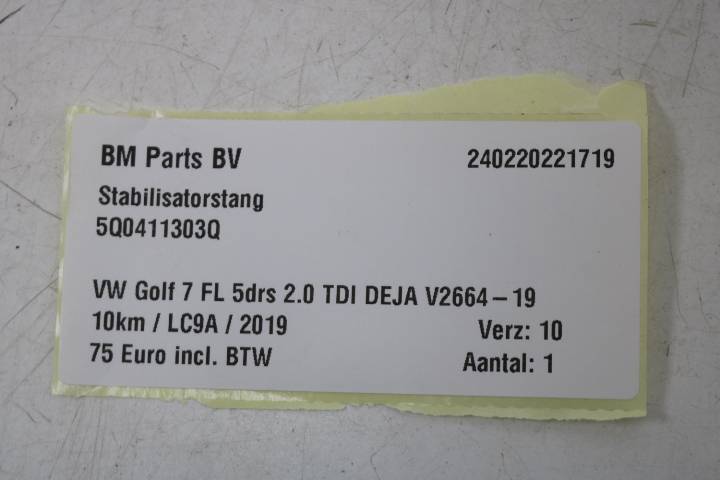 BM Parts BV 240220221719
Stabilisatorstang
5Q0411303Q
VW Golf 7 FL 5drs 2.0 TDI DEJA V2664-19
10km / LC9A / 2019 Verz: 10
75 Euro incl. BTW Aantal: 1